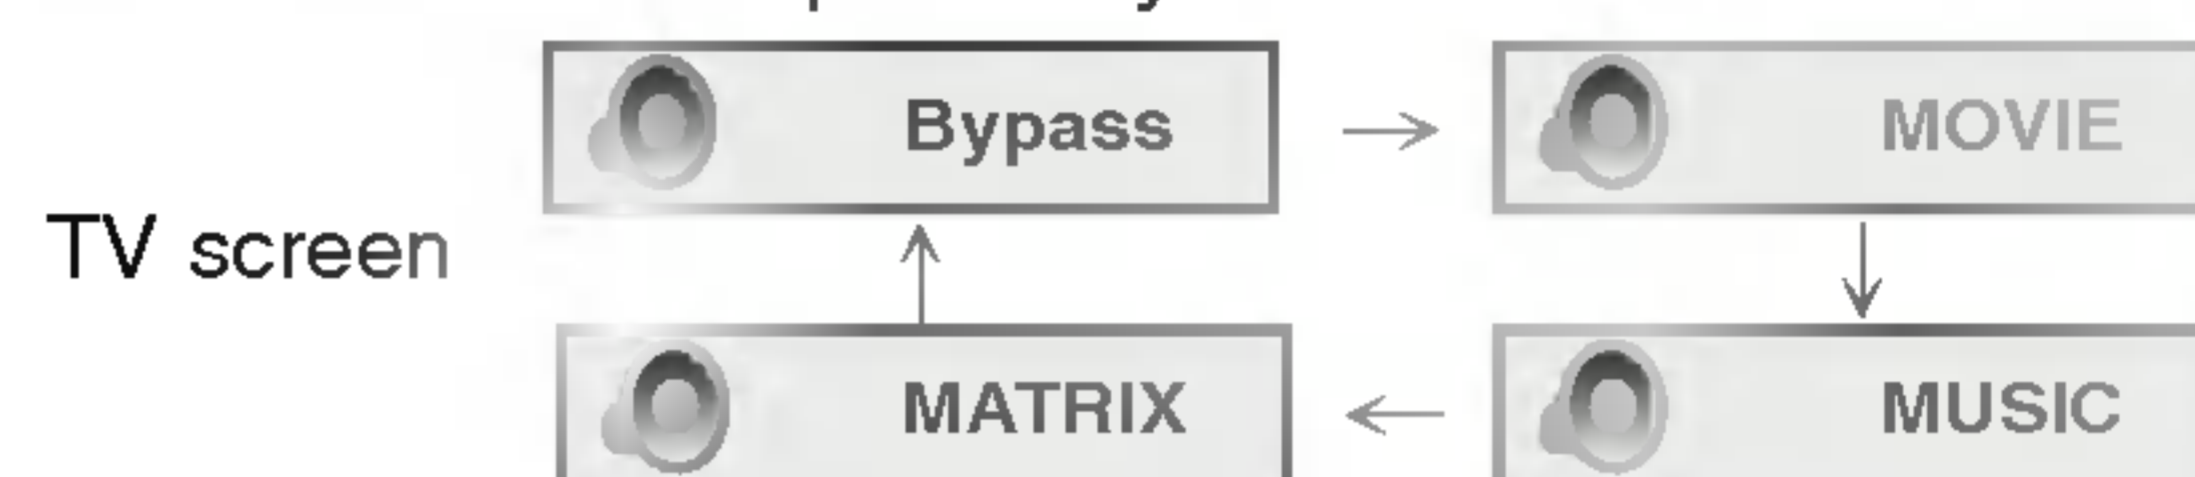 Bypass
MOVIE
TV screen
MATRIX
MUSIC